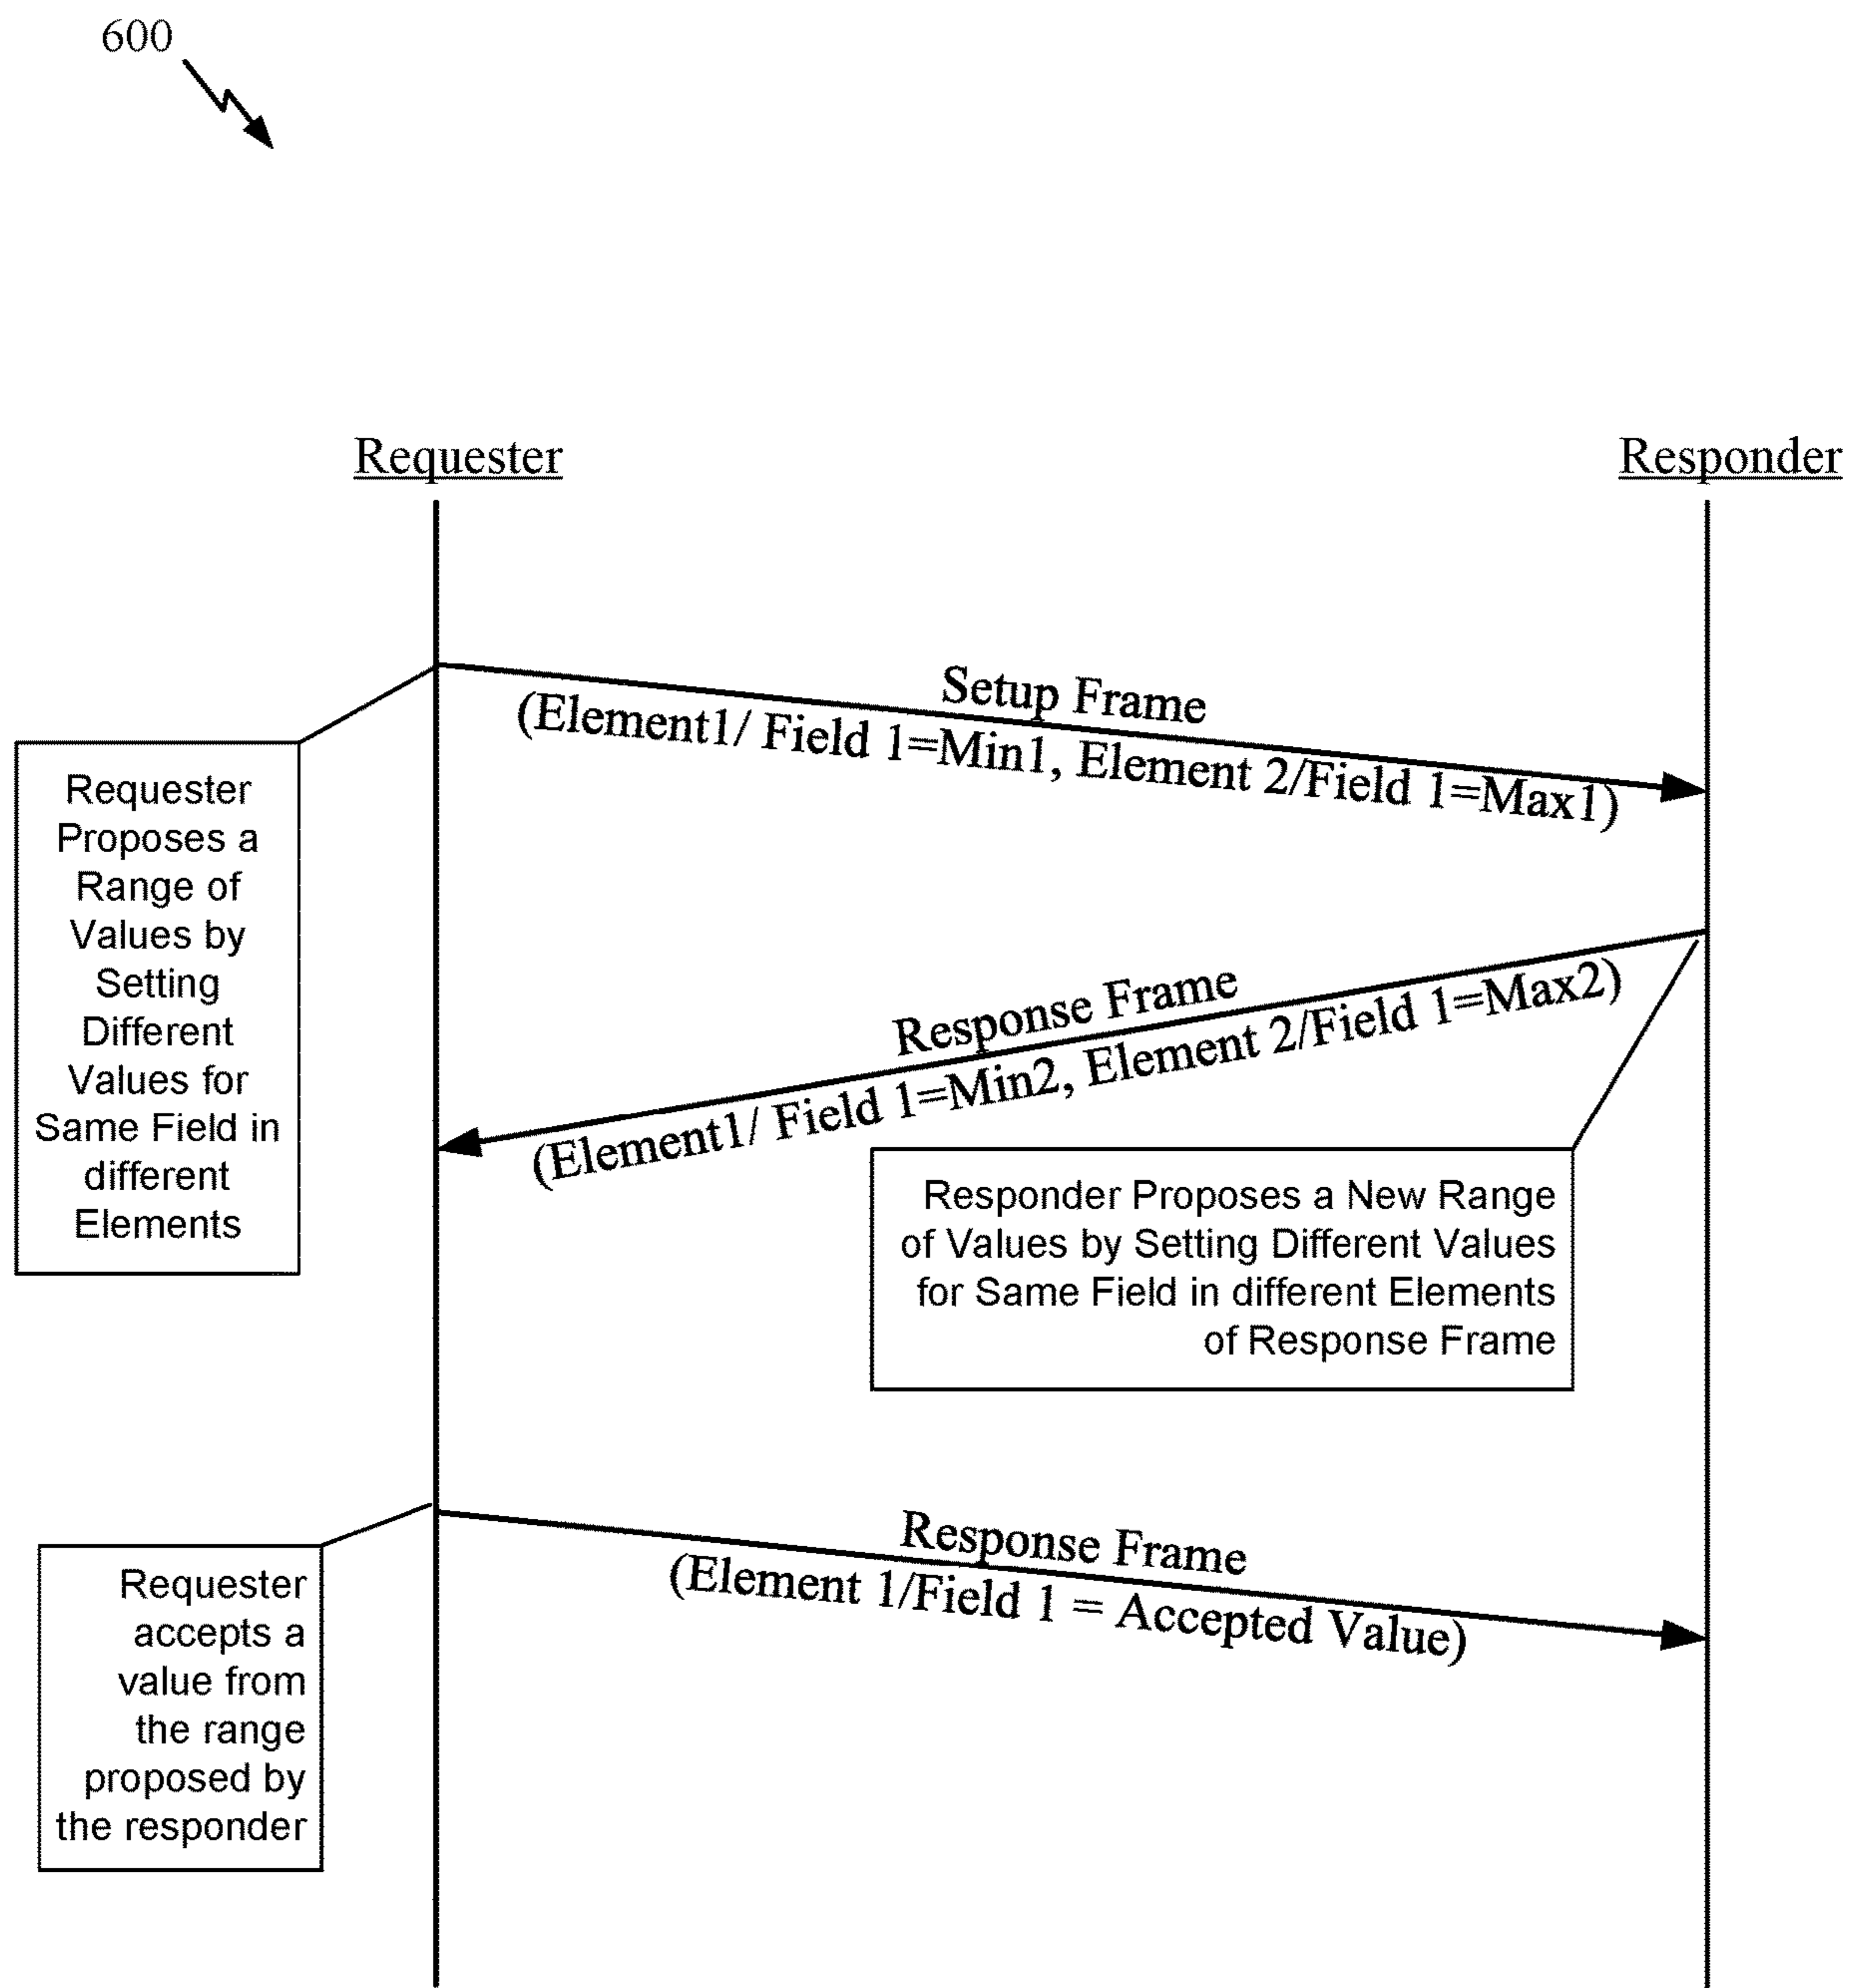 600
Requester
Responder
Setup Frame
(Element1/ Field 1=Min1, Element 2/Field 1=Max1)
Requester
Proposes a
Range of
Values by
Setting
Different
Values for
Same Field in
different
Elements
Response Frame
(Element1/ Field 1=Min2, Element 2/Field 1=Max2)
Responder Proposes a New Range
of Values by Setting Different Values
for Same Field in different Elements
of Response Frame
Response Frame
(Element 1/Field 1 = Accepted Value)
Requester
accepts a
value from
the range
proposed by
the responder